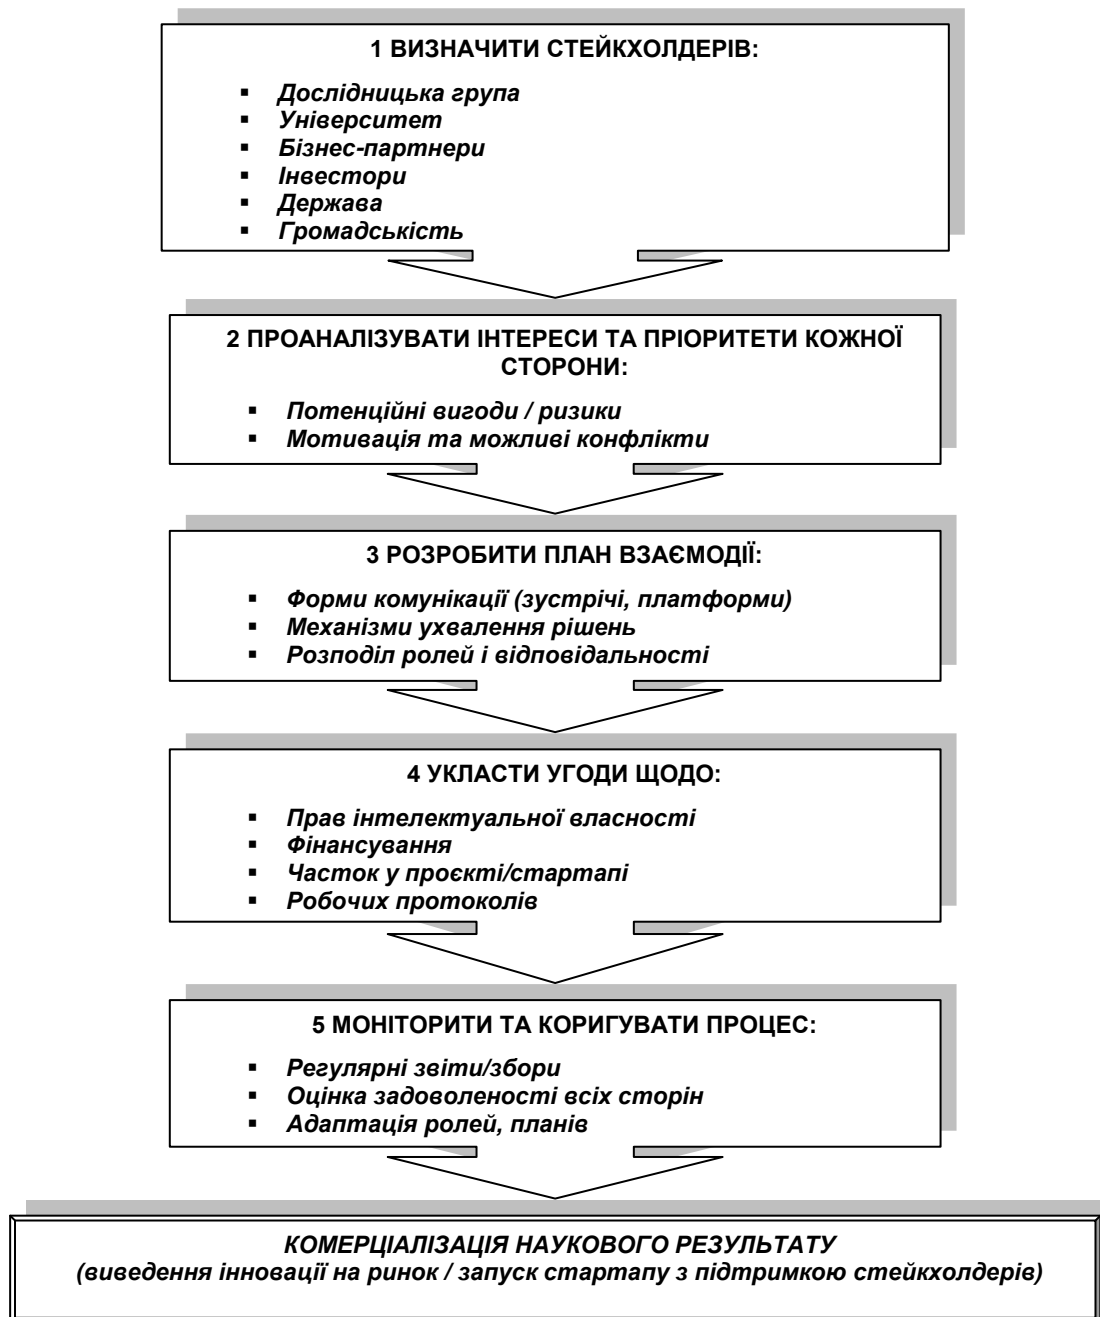 1 ВИЗНАЧИТИ СТЕЙКХОЛДЕРІВ:
▪ Дослідницька група
▪ Університет
▪ Бізнес-партнери
▪ Інвестори
▪ Держава
▪ Громадськість
2 ПРОАНАЛІЗУВАТИ ІНТЕРЕСИ ТА ПРІОРИТЕТИ КОЖНОЇ
СТОРОНИ:
▪ Потенційні вигоди / ризики
▪ Мотивація та можливі конфлікти
3 РОЗРОБИТИ ПЛАН ВЗАЄМОДІЇ:
▪ Форми комунікації (зустрічі, платформи)
▪ Механізми ухвалення рішень
▪ Розподіл ролей і відповідальності
4 УКЛАСТИ УГОДИ ЩОДО:
▪ Прав інтелектуальної власності
▪ Фінансування
▪ Часток у проєкті/стартапі
▪ Робочих протоколів
5 МОНІТОРИТИ ТА КОРИГУВАТИ ПРОЦЕС:
▪ Регулярні звіти/збори
▪ Оцінка задоволеності всіх сторін
▪ Адаптація ролей, планів
КОМЕРЦІАЛІЗАЦІЯ НАУКОВОГО РЕЗУЛЬТАТУ
(виведення інновації на ринок / запуск стартапу з підтримкою стейкхолдерів)